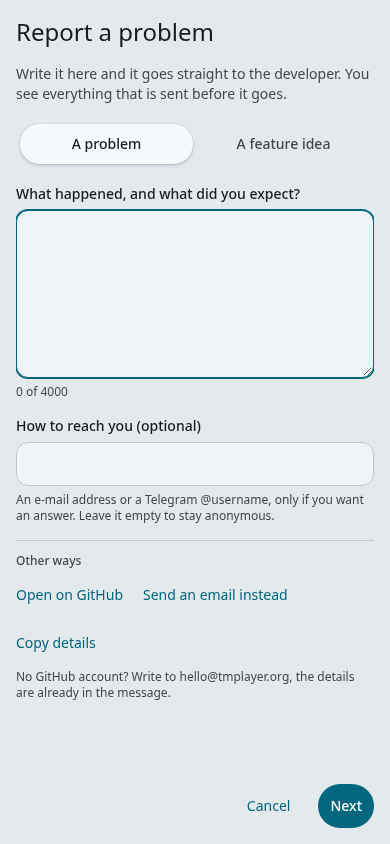 Report a problem
Write it here and it goes straight to the developer. You
see everything that is sent before it goes.
A problem
A feature idea
What happened, and what did you expect?
0 of 4000
How to reach you (optional)
An e-mail address or a Telegram @username, only if you want
an answer. Leave it empty to stay anonymous.
Other ways
Open on GitHub
Send an email instead
Copy details
No GitHub account? Write to hello@tmplayer.org, the details
are already in the message.
Cancel
Next